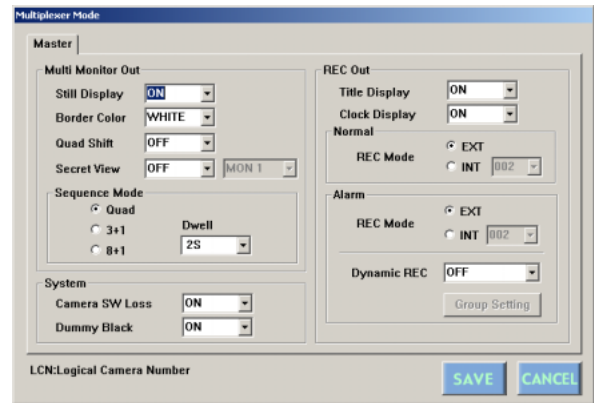 Multiplexer Mode
Master
Multi Monitor Out
Still Display ON
Border Color WHITE
Quad Shift OFF
Secret View OFF MON 1
Sequence Mode
Quad
3+1
8+1
Dwell
2S
System
Camera SW Loss ON
Dummy Black ON
REC Out
Title Display ON
Clock Display ON
Normal
REC Mode
EXT
INT 002
Alarm
REC Mode
EXT
INT 002
Dynamic REC OFF
Group Setting
LCN:Logical Camera Number
SAVE CANCEL